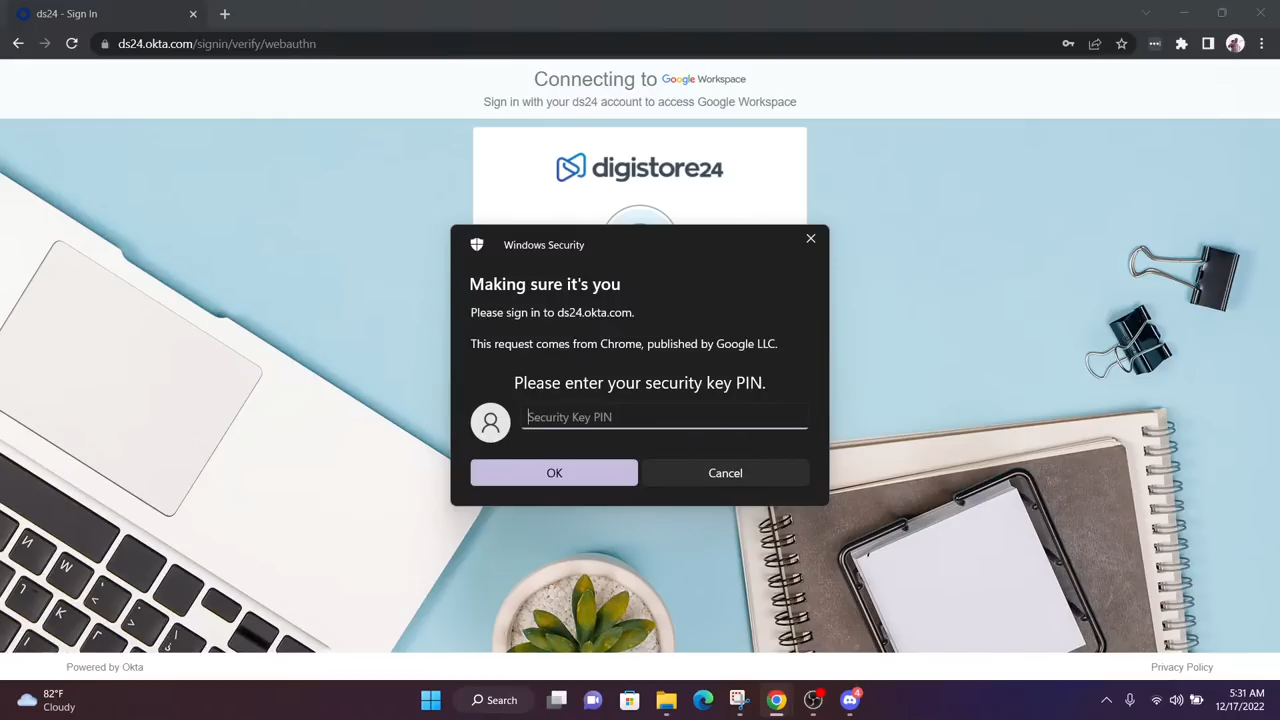 ds24 - Sign In
ds24.okta.com/signin/verify/webauthn
Connecting to Google Workspace
Sign in with your ds24 account to access Google Workspace
digistore24
Windows Security
Making sure it's you
Please sign in to ds24.okta.com.
This request comes from Chrome, published by Google LLC.
Please enter your security key PIN.
Security Key PIN
OK
Cancel
Powered by Okta
Privacy Policy
82°F
Cloudy
Search
4
5:31 AM
12/17/2022